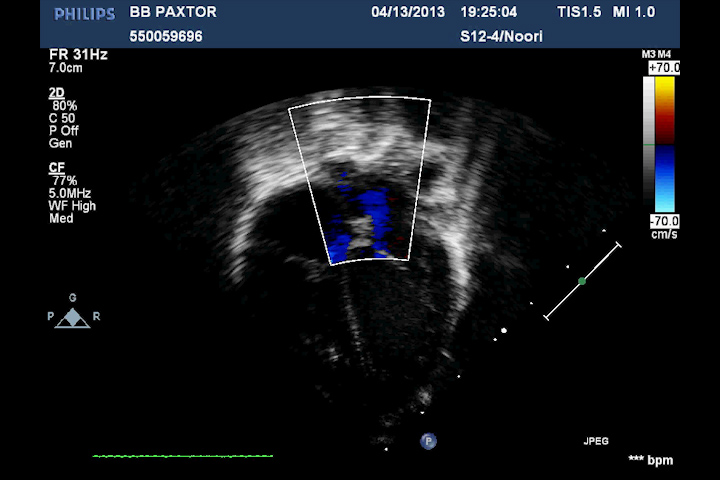 PHILIPS BB PAXTOR 04/13/2013 19:25:04 TIS1.5 MI 1.0
550059696 S12-4/Noori
FR 31Hz
7.0cm
2D
80%
C 50
P Off
Gen
CF
77%
5.0MHz
WF High
Med
M3 M4
+70.0
-70.0
cm/s
G
P R
P
JPEG
*** bpm